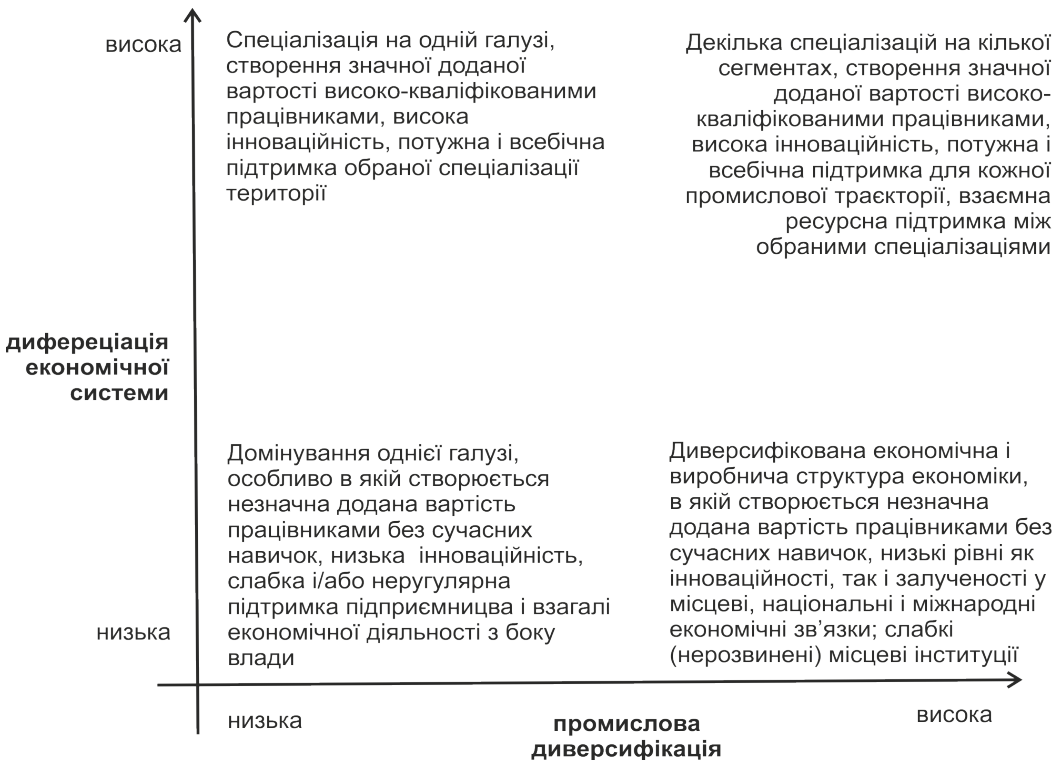 висока
Спеціалізація на одній галузі,
створення значної доданої
вартості високо-кваліфікованими
працівниками, висока
інноваційність, потужна і всебічна
підтримка обраної спеціалізації
території
Декілька спеціалізацій на кілької
сегментах, створення значної
доданої вартості високо-
кваліфікованими працівниками,
висока інноваційність, потужна і
всебічна підтримка для кожної
промислової траєкторії, взаємна
ресурсна підтримка між
обраними спеціалізаціями
дифереціація
економічної
системи
Домінування однієї галузі,
особливо в якій створюється
незначна додана вартість
працівниками без сучасних
навичок, низька  інноваційність,
слабка і/або неругулярна
підтримка підприємницва і взагалі
економічної діяльності з боку
влади
Диверсифікована економічна і
виробнича структура економіки,
в якій створюється незначна
додана вартість працівниками без
сучасних навичок, низькі рівні як
інноваційності, так і залученості у
місцеві, національні і міжнародні
економічні зв’язки; слабкі
(нерозвинені) місцеві інституції
низька
низька
промислова
диверсифікація
висока